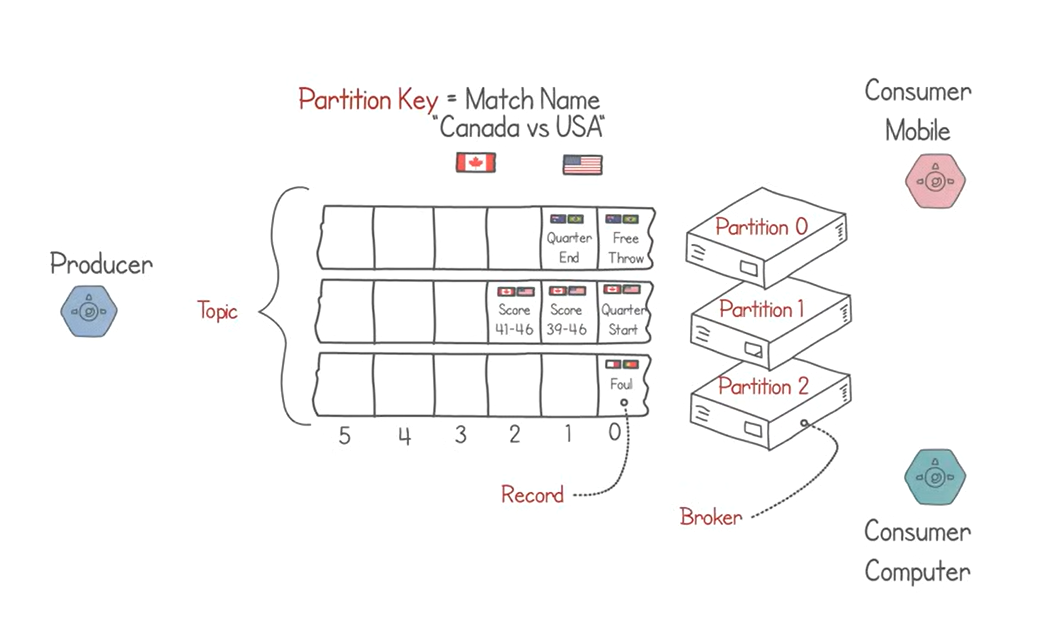 Partition Key = Match Name
"Canada vs USA"
Consumer
Mobile
Producer
Topic
Quarter
End
Free
Throw
Partition 0
Score
41-46
Score
39-46
Quarter
Start
Partition 1
Foul
Partition 2
5 4 3 2 1 0
Record
Broker
Consumer
Computer